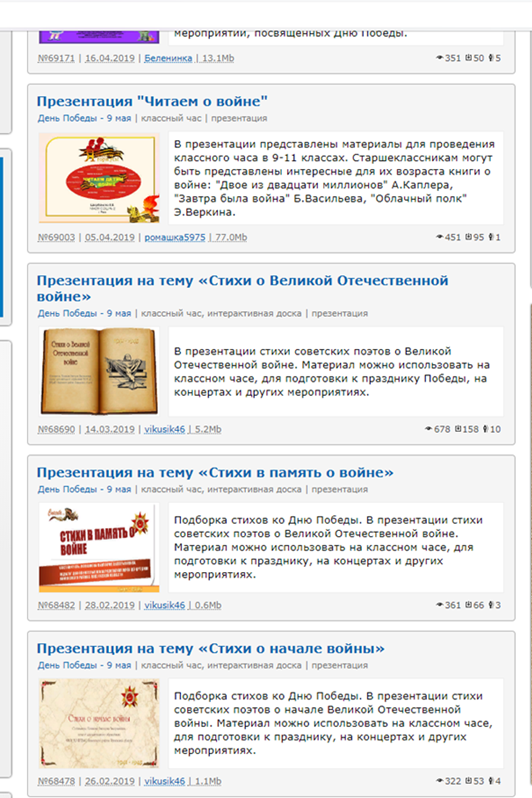 мероприятий, посвященных Дню Победы.
№69171 | 16.04.2019 | Беленинка | 13.1Mb
351 50 5
Презентация "Читаем о войне"
День Победы - 9 мая | классный час | презентация
В презентации представлены материалы для проведения
классного часа в 9-11 классах. Старшеклассникам могут
быть представлены интересные для их возраста книги о
войне: "Двое из двадцати миллионов" А.Каплера,
"Завтра была война" Б.Васильева, "Облачный полк"
Э.Веркина.
№69003 | 05.04.2019 | ромашка5975 | 77.0Mb
451 95 1
Презентация на тему «Стихи о Великой Отечественной
войне»
День Победы - 9 мая | классный час, интерактивная доска | презентация
Стихи о Великой
Отечественной
войне
В презентации стихи советских поэтов о Великой
Отечественной войне. Материал можно использовать на
классном часе, для подготовки к празднику Победы, на
концертах и других мероприятиях.
№68690 | 14.03.2019 | vikusik46 | 5.2Mb
678 158 10
Презентация на тему «Стихи в память о войне»
День Победы - 9 мая | классный час, интерактивная доска | презентация
СТИХИ В ПАМЯТЬ О
ВОЙНЕ
Подборка стихов ко Дню Победы. В презентации стихи
советских поэтов о Великой Отечественной войне.
Материал можно использовать на классном часе, для
подготовки к празднику, на концертах и других
мероприятиях.
№68482 | 28.02.2019 | vikusik46 | 0.6Mb
361 66 3
Презентация на тему «Стихи о начале войны»
День Победы - 9 мая | классный час, интерактивная доска | презентация
Стихи о начале войны
Подборка стихов ко Дню Победы. В презентации стихи
советских поэтов о начале Великой Отечественной
войны. Материал можно использовать на классном часе,
для подготовки к празднику, на концертах и других
мероприятиях.
№68478 | 26.02.2019 | vikusik46 | 1.1Mb
322 53 4